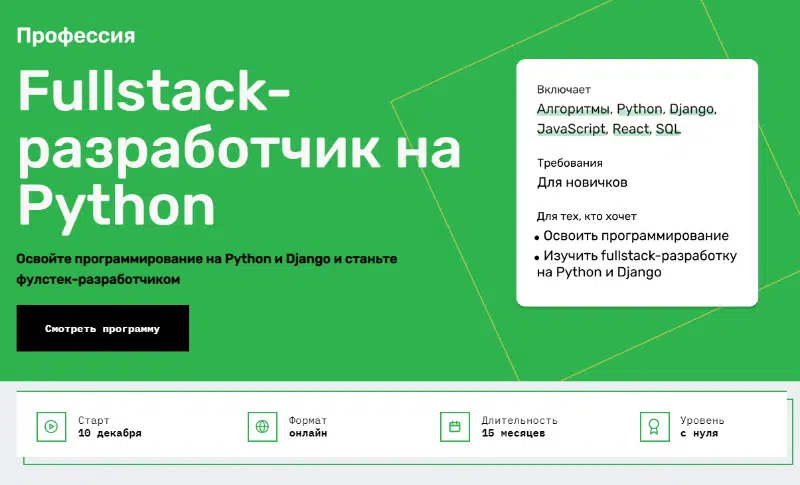 Профессия
Fullstack-
разработчик на
Python
Освойте программирование на Python и Django и станьте
фулстек-разработчиком
Смотреть программу
Включает
Алгоритмы, Python, Django,
JavaScript, React, SQL
Требования
Для новичков
Для тех, кто хочет
• Освоить программирование
• Изучить fullstack-разработку
на Python и Django
Старт
10 декабря
Формат
онлайн
Длительность
15 месяцев
Уровень
с нуля